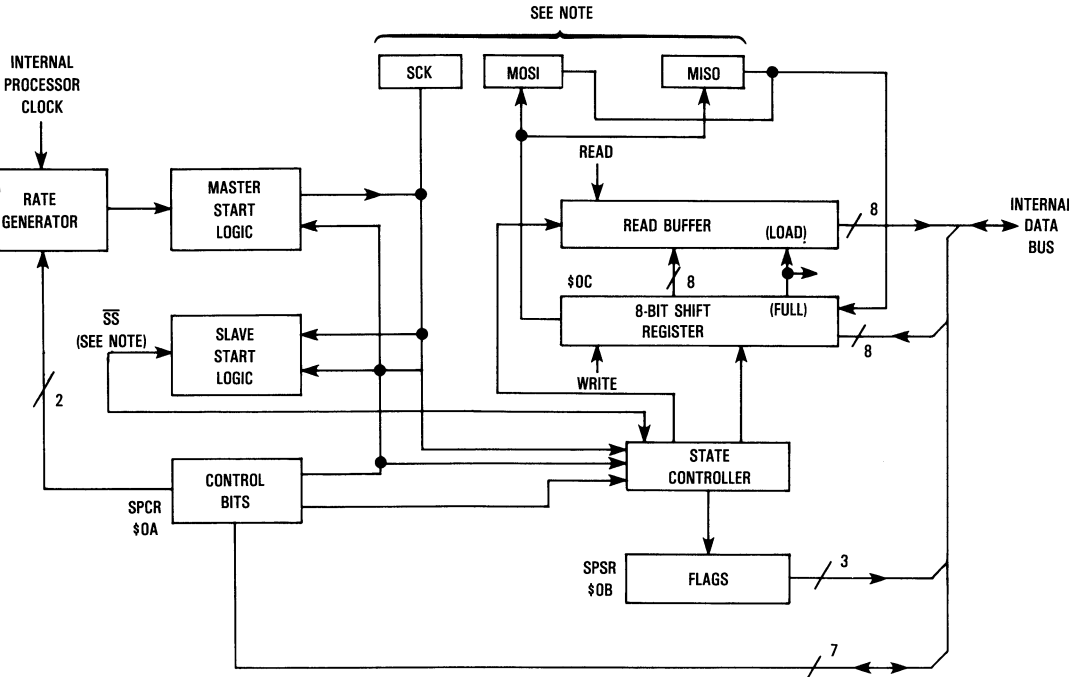 SEE NOTE
INTERNAL
PROCESSOR
CLOCK
SCK
MOSI
MISO
READ
RATE
GENERATOR
MASTER
START
LOGIC
READ BUFFER
(LOAD)
8
INTERNAL
DATA
BUS
$0C
8
8-BIT SHIFT
REGISTER
(FULL)
8
SS
(SEE NOTE)
SLAVE
START
LOGIC
WRITE
2
STATE
CONTROLLER
CONTROL
BITS
SPCR
$0A
SPSR
$0B
FLAGS
3
7